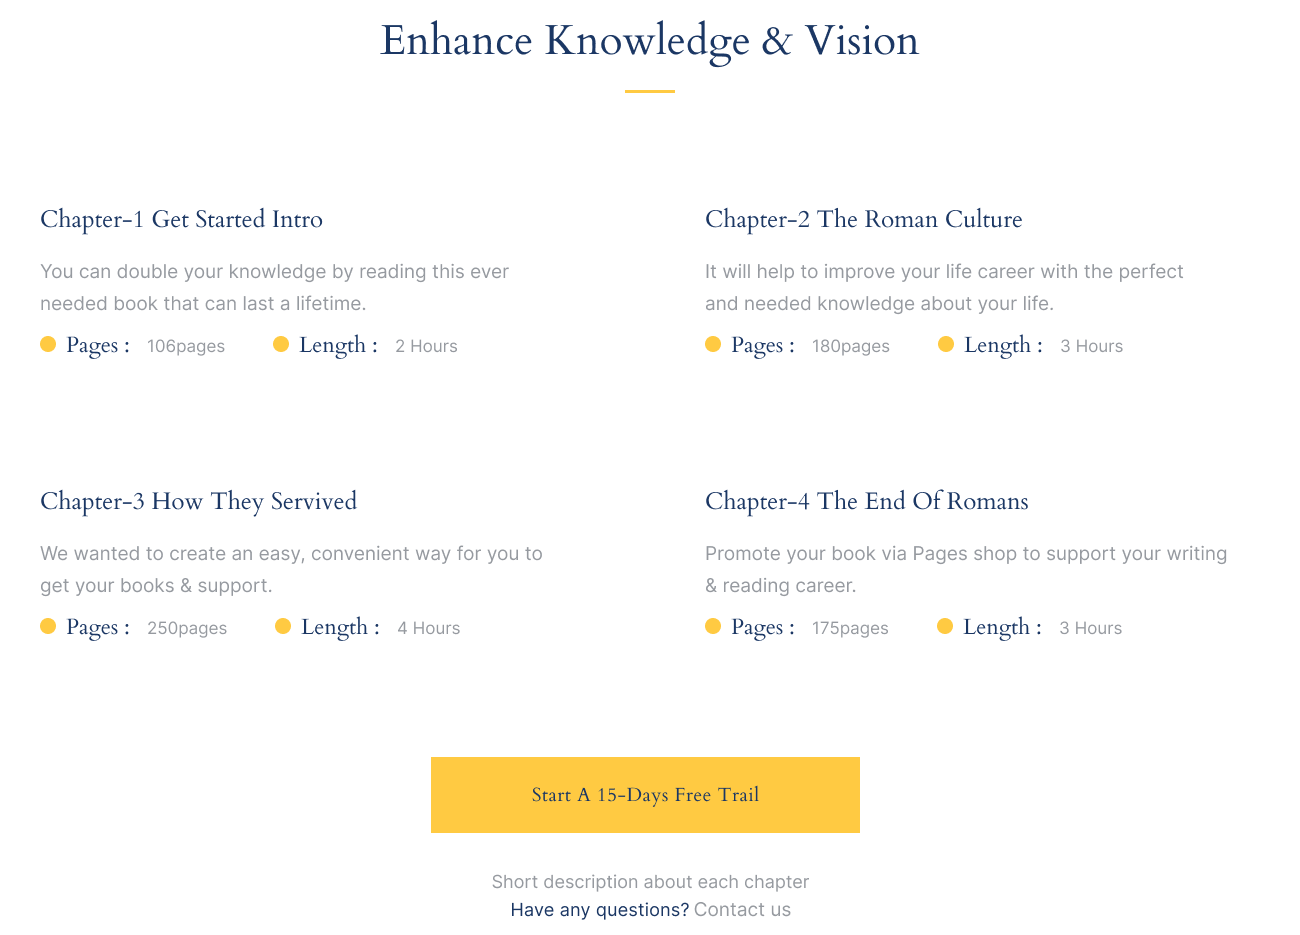 Enhance Knowledge & Vision
Chapter-1 Get Started Intro
You can double your knowledge by reading this ever
needed book that can last a lifetime.
Pages : 106pages Length : 2 Hours
Chapter-2 The Roman Culture
It will help to improve your life career with the perfect
and needed knowledge about your life.
Pages : 180pages Length : 3 Hours
Chapter-3 How They Servived
We wanted to create an easy, convenient way for you to
get your books & support.
Pages : 250pages Length : 4 Hours
Chapter-4 The End Of Romans
Promote your book via Pages shop to support your writing
& reading career.
Pages : 175pages Length : 3 Hours
Start A 15-Days Free Trail
Short description about each chapter
Have any questions? Contact us